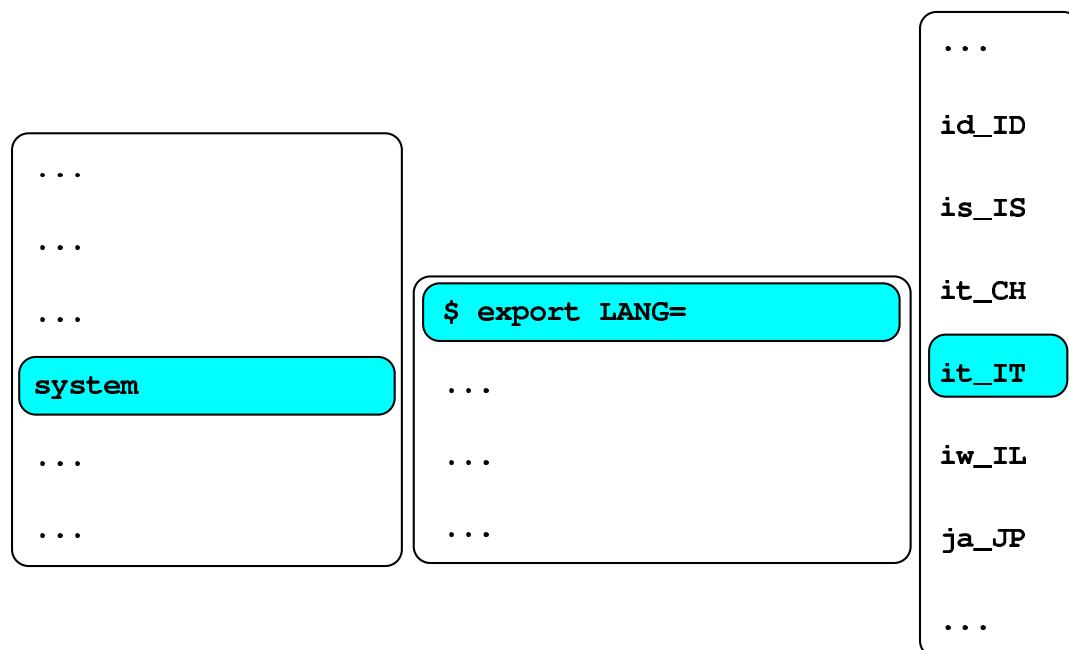 ...
...
...
system
...
...
$ export LANG=
...
...
...
...
id_ID
is_IS
it_CH
it_IT
iw_IL
ja_JP
...